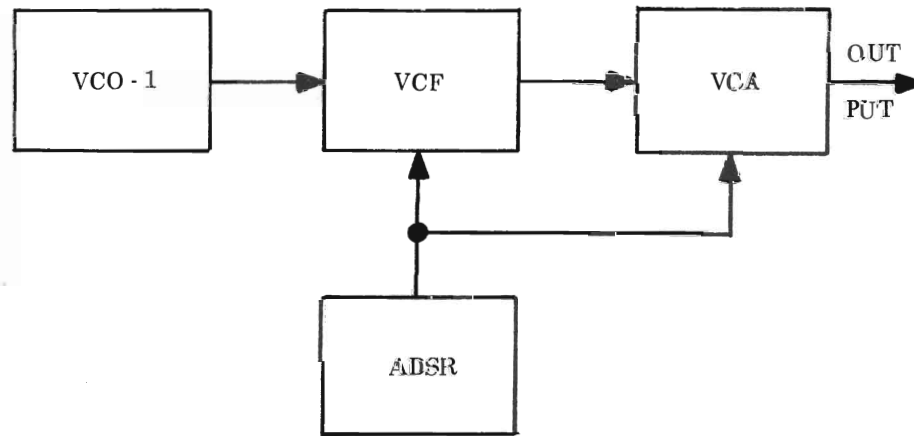 VCO - 1
VCF
VCA
OUT
PUT
ADSR